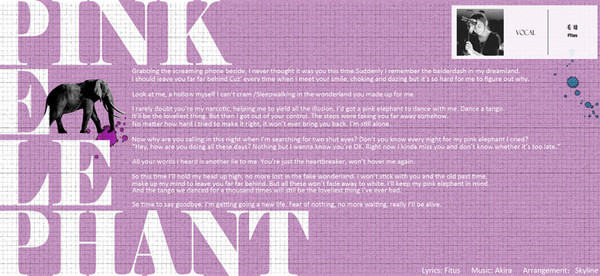 PINK
ELE
PHANT
VOCAL
Fitus
Grabbing the screaming phone beside, I never thought it was you this time.Suddenly I remember the balderdash in my dreamland.
I should leave you far far behind Cuz' every time when I meet your smile, choking and dazing but it's so hard for me to figure out why.
Look at me, a hollow myself I can't cram /Sleepwalking in the wonderland you made up for me.
I rarely doubt you're my narcotic, helping me to yield all the illusion. I'd got a pink elephant to dance with me. Dance a tango.
It'll be the loveliest thing. But then I got out of your control. The steps were taking you far away somehow.
No matter how hard I tried to make it right, it won't ever bring you back. I'm still alone.
Now why are you calling in this night when I'm searching for two shut eyes? Don't you know every night for my pink elephant I cried?
"Hey, how are you doing all these days? Nothing but I wanna know you're OK. Right now I kinda miss you and don't know whether it's too late."
All your words I heard is another lie to me. You're just the heartbreaker, won't hover me again.
So this time I'll hold my head up high, no more lost in the fake wonderland. I won't stick with you and the old past time,
make up my mind to leave you far far behind. But all these won't fade away to white, I'll keep my pink elephant in mind.
And the tango we danced for a thousand times will still be the loveliest thing I've ever had.
So time to say goodbye. I'm getting going a new life. Fear of nothing, no more waiting, really I'll be alive.
Lyrics: Fitus Music: Akira Arrangement: Skyline